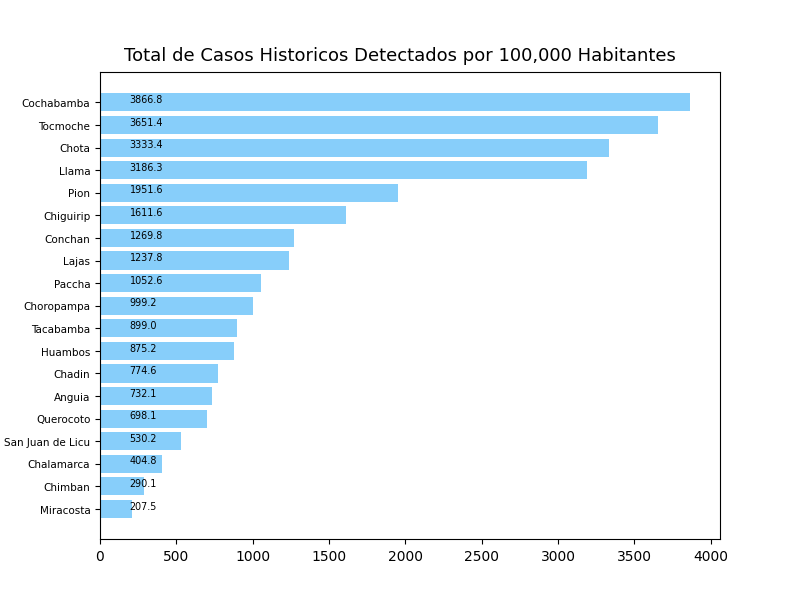 Total de Casos Historicos Detectados por 100,000 Habitantes
Cochabamba 3866.8
Tocmoche 3651.4
Chota 3333.4
Llama 3186.3
Pion 1951.6
Chiguirip 1611.6
Conchan 1269.8
Lajas 1237.8
Paccha 1052.6
Choropampa 999.2
Tacabamba 899.0
Huambos 875.2
Chadin 774.6
Anguia 732.1
Querocoto 698.1
San Juan de Licu 530.2
Chalamarca 404.8
Chimban 290.1
Miracosta 207.5
0 500 1000 1500 2000 2500 3000 3500 4000